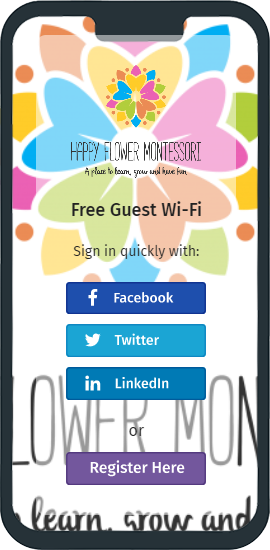 HAPPY FLOWER MONTESSORI
A place to learn, grow and have fun
Free Guest Wi-Fi
Sign in quickly with:
Facebook
Twitter
LinkedIn
LOWER MON
or
Register Here
learn, grow and